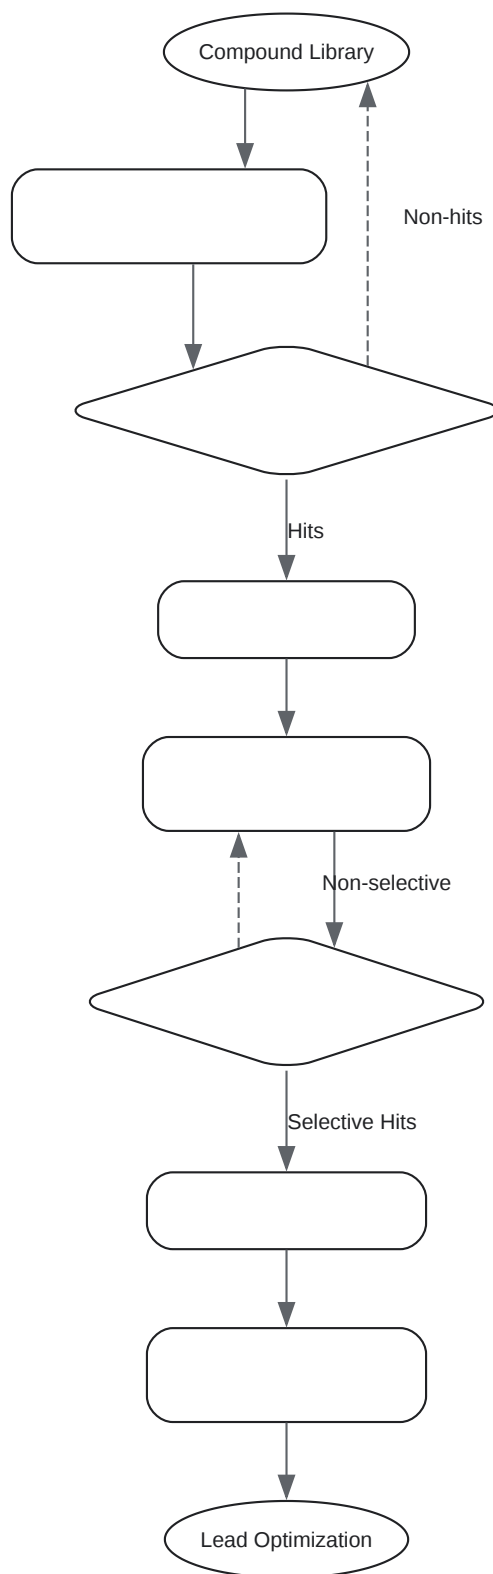 Compound Library
Non-hits
Hits
Non-selective
Selective Hits
Lead Optimization